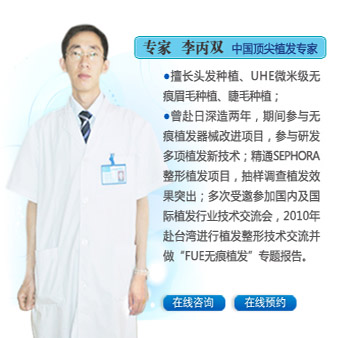 专家 李丙双 中国顶尖植发专家
●擅长头发种植、UHE微米级无
痕眉毛种植、睫毛种植；
●曾赴日深造两年，期间参与无
痕植发器械改进项目，参与研发
多项植发新技术；精通SEPHORA
整形植发项目，抽样调查植发效
果突出；多次受邀参加国内及国
际植发行业技术交流会，2010年
赴台湾进行植发整形技术交流并
做“FUE无痕植发”专题报告。
在线咨询 在线预约